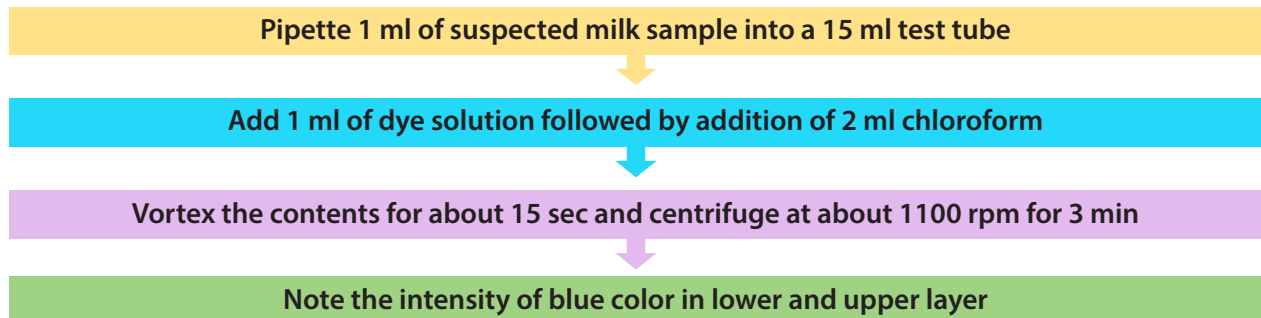 Pipette 1 ml of suspected milk sample into a 15 ml test tube
Add 1 ml of dye solution followed by addition of 2 ml chloroform
Vortex the contents for about 15 sec and centrifuge at about 1100 rpm for 3 min
Note the intensity of blue color in lower and upper layer